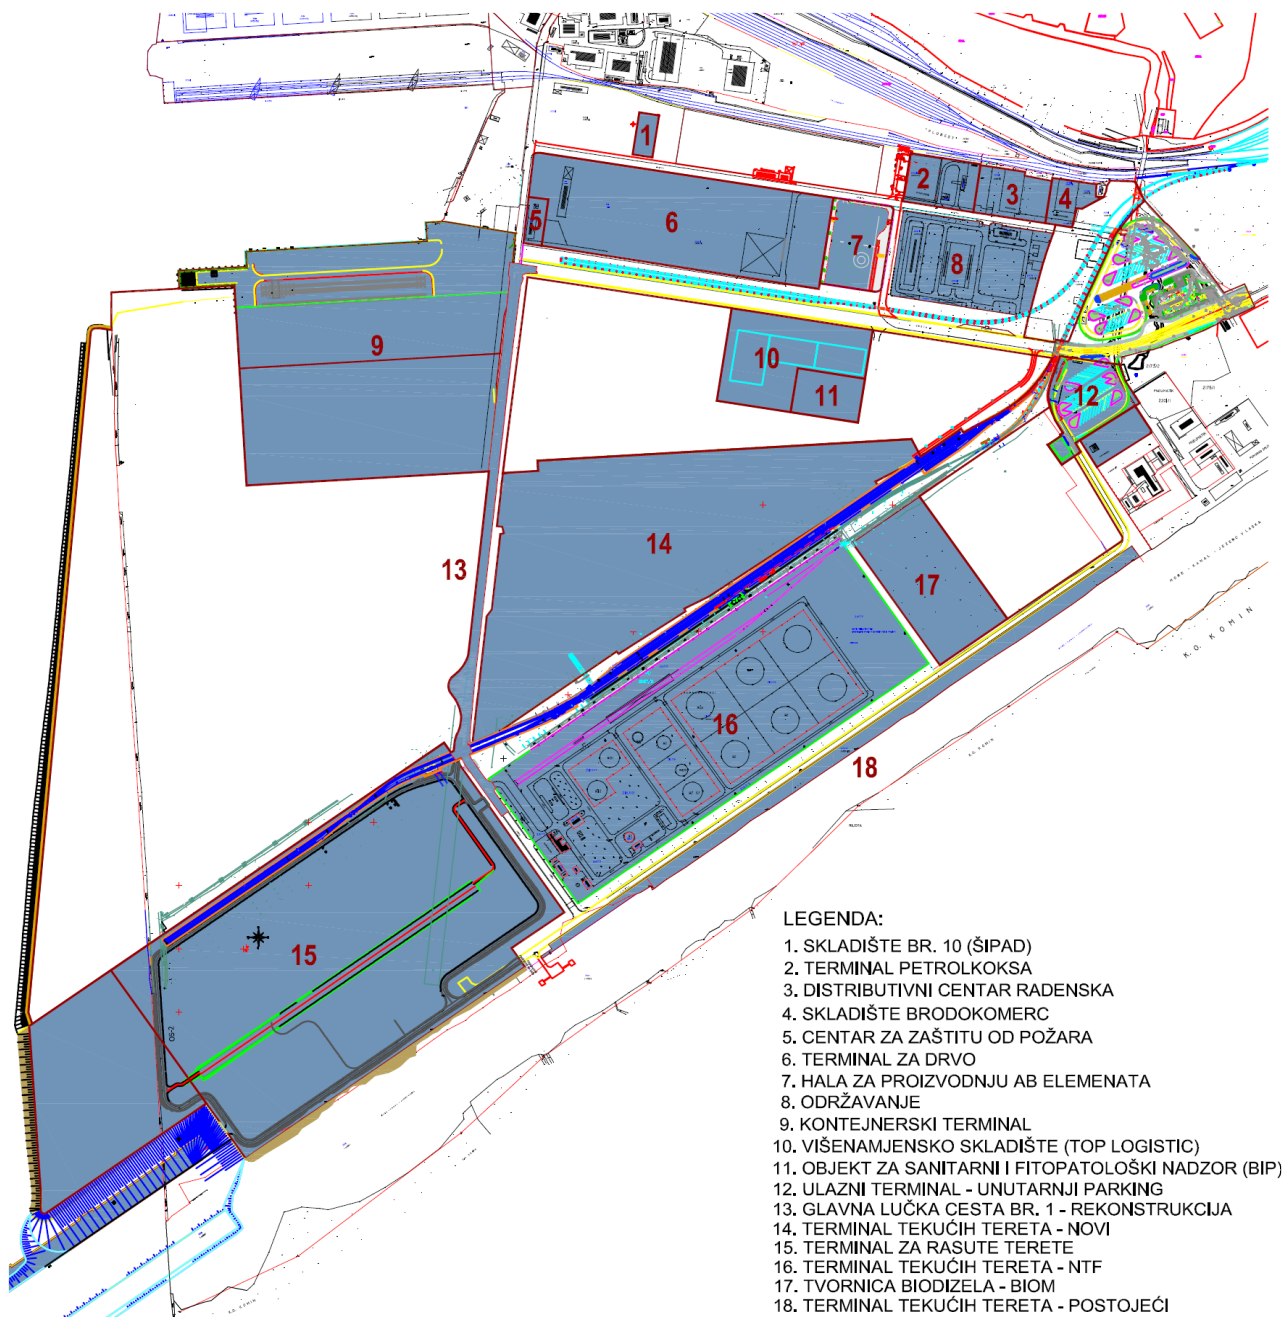 1
2
3
4
5
6
7
8
9
10
11
12
13
14
15
16
17
18
K.O. KOMIN
LEGENDA:
1. SKLADIŠTE BR. 10 (ŠIPAD)
2. TERMINAL PETROLKOKSA
3. DISTRIBUTIVNI CENTAR RADENSKA
4. SKLADIŠTE BRODOKOMERC
5. CENTAR ZA ZAŠTITU OD POŽARA
6. TERMINAL ZA DRVO
7. HALA ZA PROIZVODNJU AB ELEMENATA
8. ODRŽAVANJE
9. KONTEJNERSKI TERMINAL
10. VIŠENAMJENSKO SKLADIŠTE (TOP LOGISTIC)
11. OBJEKT ZA SANITARNI I FITOPATOLOŠKI NADZOR (BIP)
12. ULAZNI TERMINAL - UNUTARNJI PARKING
13. GLAVNA LUČKA CESTA BR. 1 - REKONSTRUKCIJA
14. TERMINAL TEKUĆIH TERETA - NOVI
15. TERMINAL ZA RASUTE TERETE
16. TERMINAL TEKUĆIH TERETA - NTF
17. TVORNICA BIODIZELA - BIOM
18. TERMINAL TEKUĆIH TERETA - POSTOJEĆI